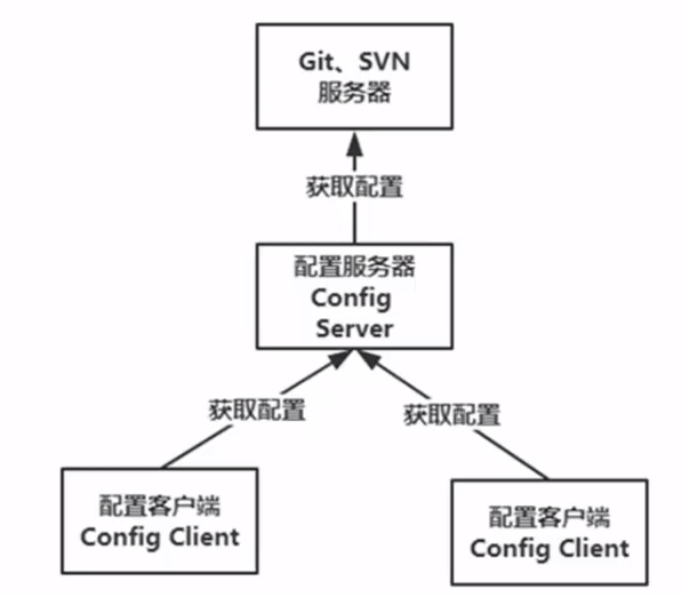 Git、SVN
服务器
获取配置
配置服务器
Config
Server
获取配置
获取配置
配置客户端
Config Client
配置客户端
Config Client